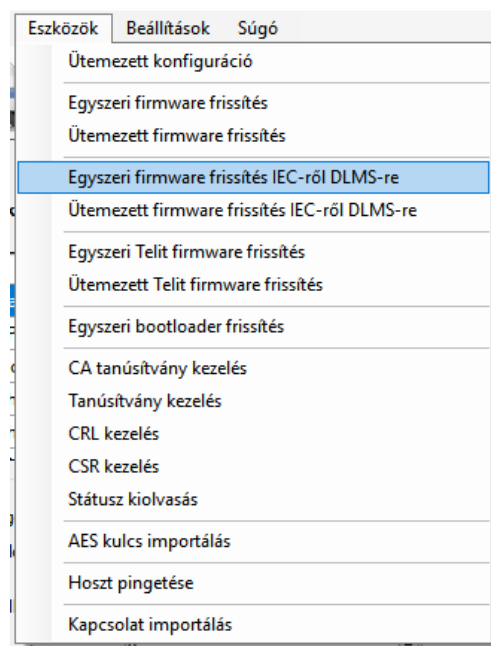 Eszközök Beállítások Súgó
Ütemezett konfiguráció
Egyszeri firmware frissítés
Ütemezett firmware frissítés
Egyszeri firmware frissítés IEC-ről DLMS-re
Ütemezett firmware frissítés IEC-ről DLMS-re
Egyszeri Telit firmware frissítés
Ütemezett Telit firmware frissítés
Egyszeri bootloader frissítés
CA tanúsítvány kezelés
Tanúsítvány kezelés
CRL kezelés
CSR kezelés
Státusz kiolvasás
AES kulcs importálás
Hoszt pingetése
Kapcsolat importálás